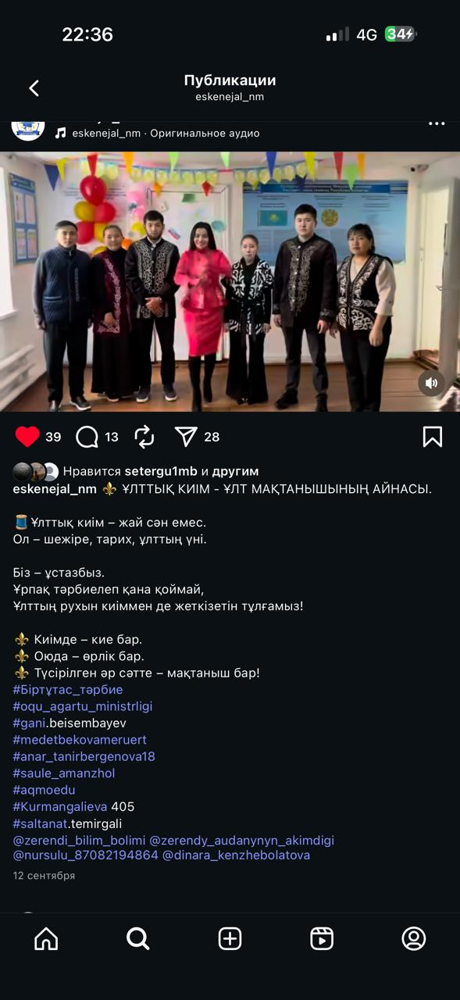 22:36
4G
34
Публикации
eskenejal_nm
eskenejal_nm · Оригинальное аудио
39
13
28
Нравится setergu1mb и другим
eskenejal_nm ⚜️ ҰЛТТЫҚ КИІМ - ҰЛТ МАҚТАНЫШЫНЫҢ АЙНАСЫ.
🧵Ұлттық киім – жай сән емес.
Ол – шежіре, тарих, ұлттың үні.
Біз – ұстазбыз.
Ұрпақ тәрбиелеп қана қоймай,
Ұлттың рухын киіммен де жеткізетін тұлғамыз!
⚜️ Киімде – кие бар.
⚜️ Оюда – өрлік бар.
⚜️ Түсірілген әр сәтте – мақтаныш бар!
#Біртұтас_тәрбие
#oqu_agartu_ministrligi
#gani.beisembayev
#medetbekovameruert
#anar_tanirbergenova18
#saule_amanzhol
#aqmoedu
#Kurmangalieva 405
#saltanat.temirgali
@zerendi_bilim_bolimi @zerendy_audanynyn_akimdigi
@nursulu_87082194864 @dinara_kenzhebolatova
12 сентября